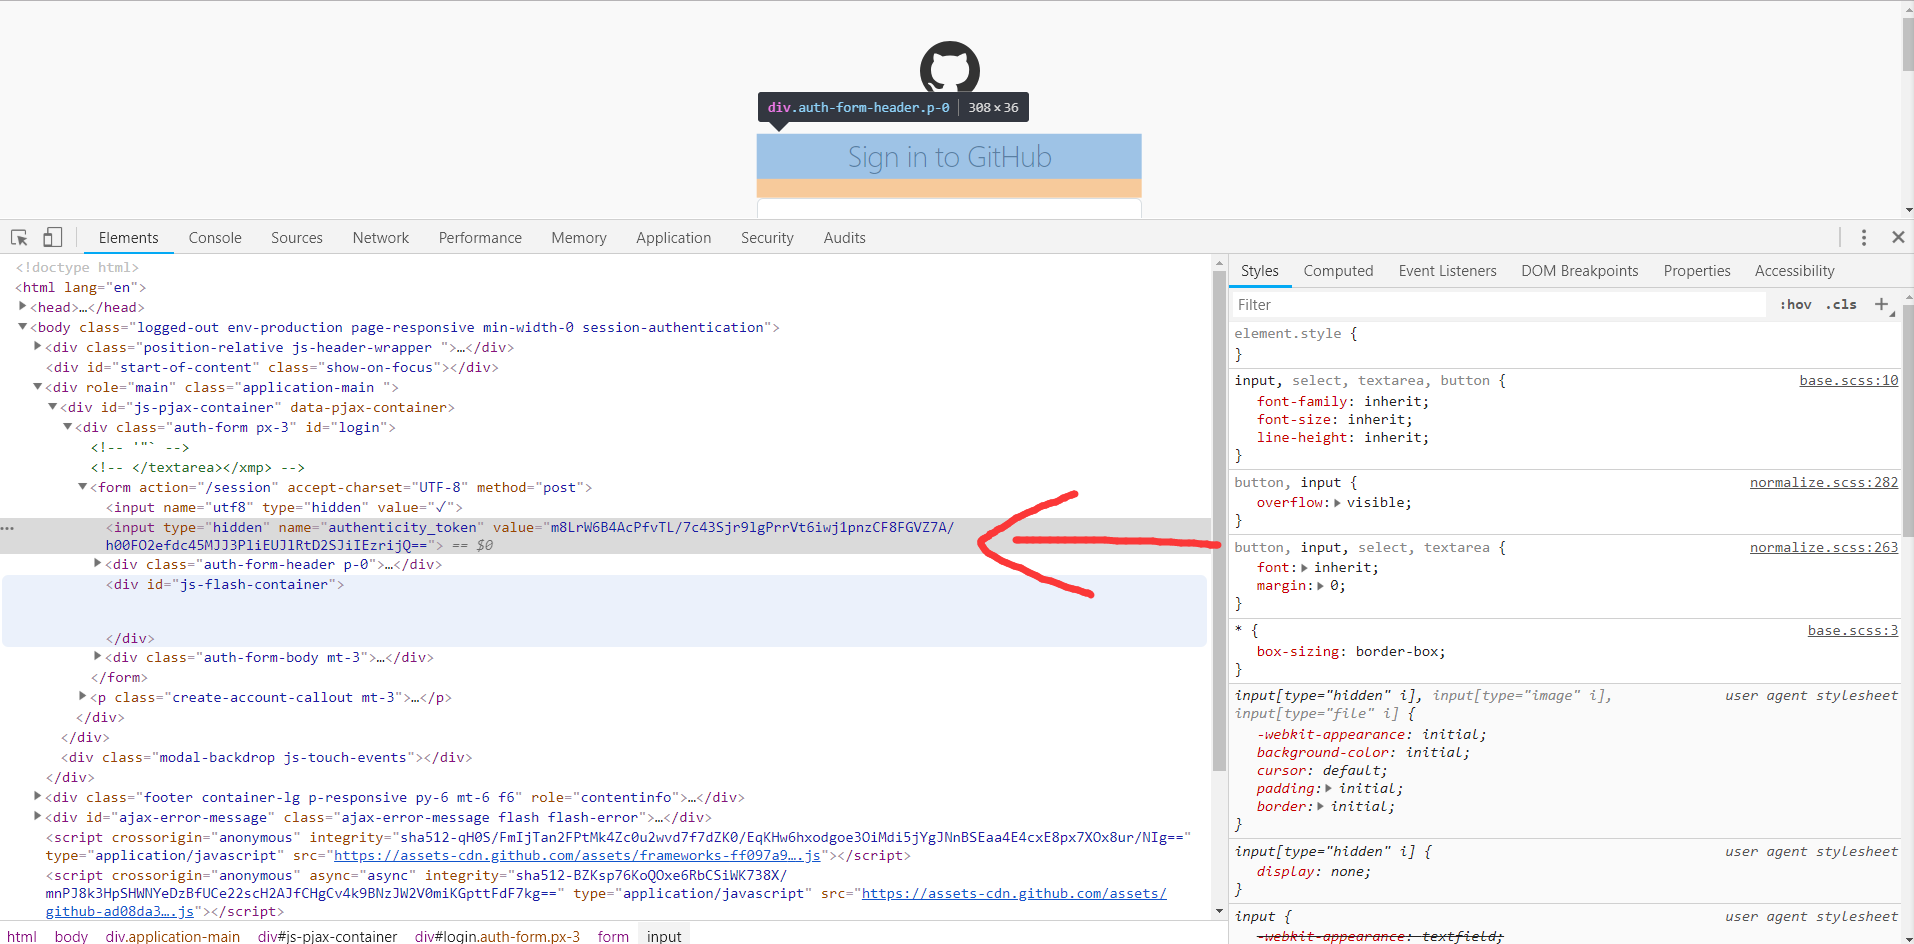 div.auth-form-header.p-0 308 × 36
Sign in to GitHub
Elements Console Sources Network Performance Memory Application Security Audits
<!doctype html>
<html lang="en">
<head>…</head>
<body class="logged-out env-production page-responsive min-width-0 session-authentication">
<div class="position-relative js-header-wrapper ">…</div>
<div id="start-of-content" class="show-on-focus"></div>
<div role="main" class="application-main ">
<div id="js-pjax-container" data-pjax-container>
<div class="auth-form px-3" id="login">
<!-- '"` -->
<!-- </textarea></xmp> -->
<form action="/session" accept-charset="UTF-8" method="post">
<input name="utf8" type="hidden" value="✓">
<input type="hidden" name="authenticity_token" value="m8LrW6B4AcPfvTL/7c43Sjr9lgPrrVt6iwj1pnzCF8FGVZ7A/
h00FO2efdc45MJJ3PliEUJlRtD2SJiIEzrijQ=="> == $0
<div class="auth-form-header p-0">…</div>
<div id="js-flash-container">
</div>
<div class="auth-form-body mt-3">…</div>
</form>
<p class="create-account-callout mt-3">…</p>
</div>
</div>
<div class="modal-backdrop js-touch-events"></div>
</div>
<div class="footer container-lg p-responsive py-6 mt-6 f6" role="contentinfo">…</div>
<div id="ajax-error-message" class="ajax-error-message flash flash-error">…</div>
<script crossorigin="anonymous" integrity="sha512-qH0S/FmIjTan2FPtMk4Zc0u2wvd7f7dZK0/EqKHw6hxodgoe3OiMdi5jYgJNnBSEaa4E4cxE8px7XOx8ur/NIg=="
type="application/javascript" src="https://assets-cdn.github.com/assets/frameworks-ff097a9….js"></script>
<script crossorigin="anonymous" async="async" integrity="sha512-BZKsp76KoQOxe6RbCSiWK738X/
mnPJ8k3HpSHWNYeDzBfUCe22scH2AJfCHgCv4k9BNzJW2V0miKGpttFdF7kg==" type="application/javascript" src="https://assets-cdn.github.com/assets/
github-ad08da3….js"></script>
html body div.application-main div#js-pjax-container div#login.auth-form.px-3 form input
Styles Computed Event Listeners DOM Breakpoints Properties Accessibility
Filter :hov .cls +
element.style {
}
input, select, textarea, button { base.scss:10
font-family: inherit;
font-size: inherit;
line-height: inherit;
}
button, input { normalize.scss:282
overflow: visible;
}
button, input, select, textarea { normalize.scss:263
font: inherit;
margin: 0;
}
* { base.scss:3
box-sizing: border-box;
}
input[type="hidden" i], input[type="image" i], user agent stylesheet
input[type="file" i] {
-webkit-appearance: initial;
background-color: initial;
cursor: default;
padding: initial;
border: initial;
}
input[type="hidden" i] { user agent stylesheet
display: none;
}
input { user agent stylesheet
-webkit-appearance: textfield;